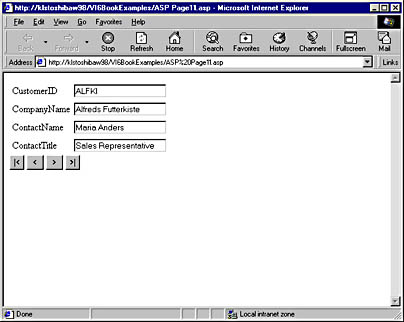 http://klstoshibaw98/VI6BookExamples/ASP Page11.asp - Microsoft Internet Explorer
File Edit View Go Favorites Help
Back Forward Stop Refresh Home Search Favorites History Channels Fullscreen Mail
Address http://klstoshibaw98/VI6BookExamples/ASP%20Page11.asp Links
CustomerID ALFKI
CompanyName Alfreds Futterkiste
ContactName Maria Anders
ContactTitle Sales Representative
|< < > >|
Done Local intranet zone